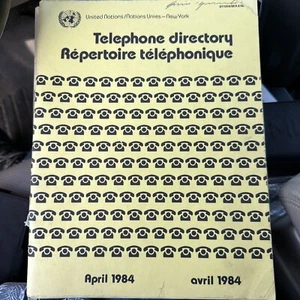 United Nations/Nations Unies—New York
Telephone directory
Répertoire téléphonique
April 1984
avril 1984